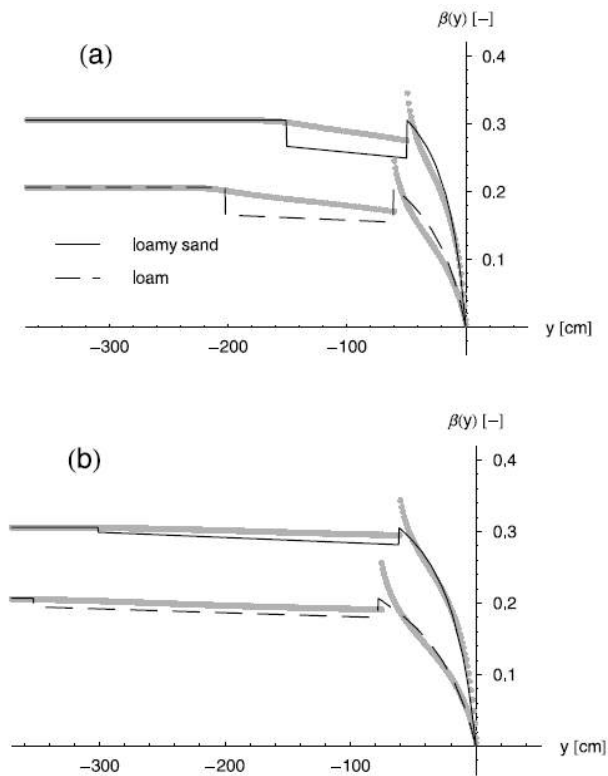 β(y) [−]
(a)
0,4
0,3
0,2
loamy sand
loam
0,1
y [cm]
−300
−200
−100
β(y) [−]
(b)
0,4
0,3
0,2
0,1
y [cm]
−300
−200
−100